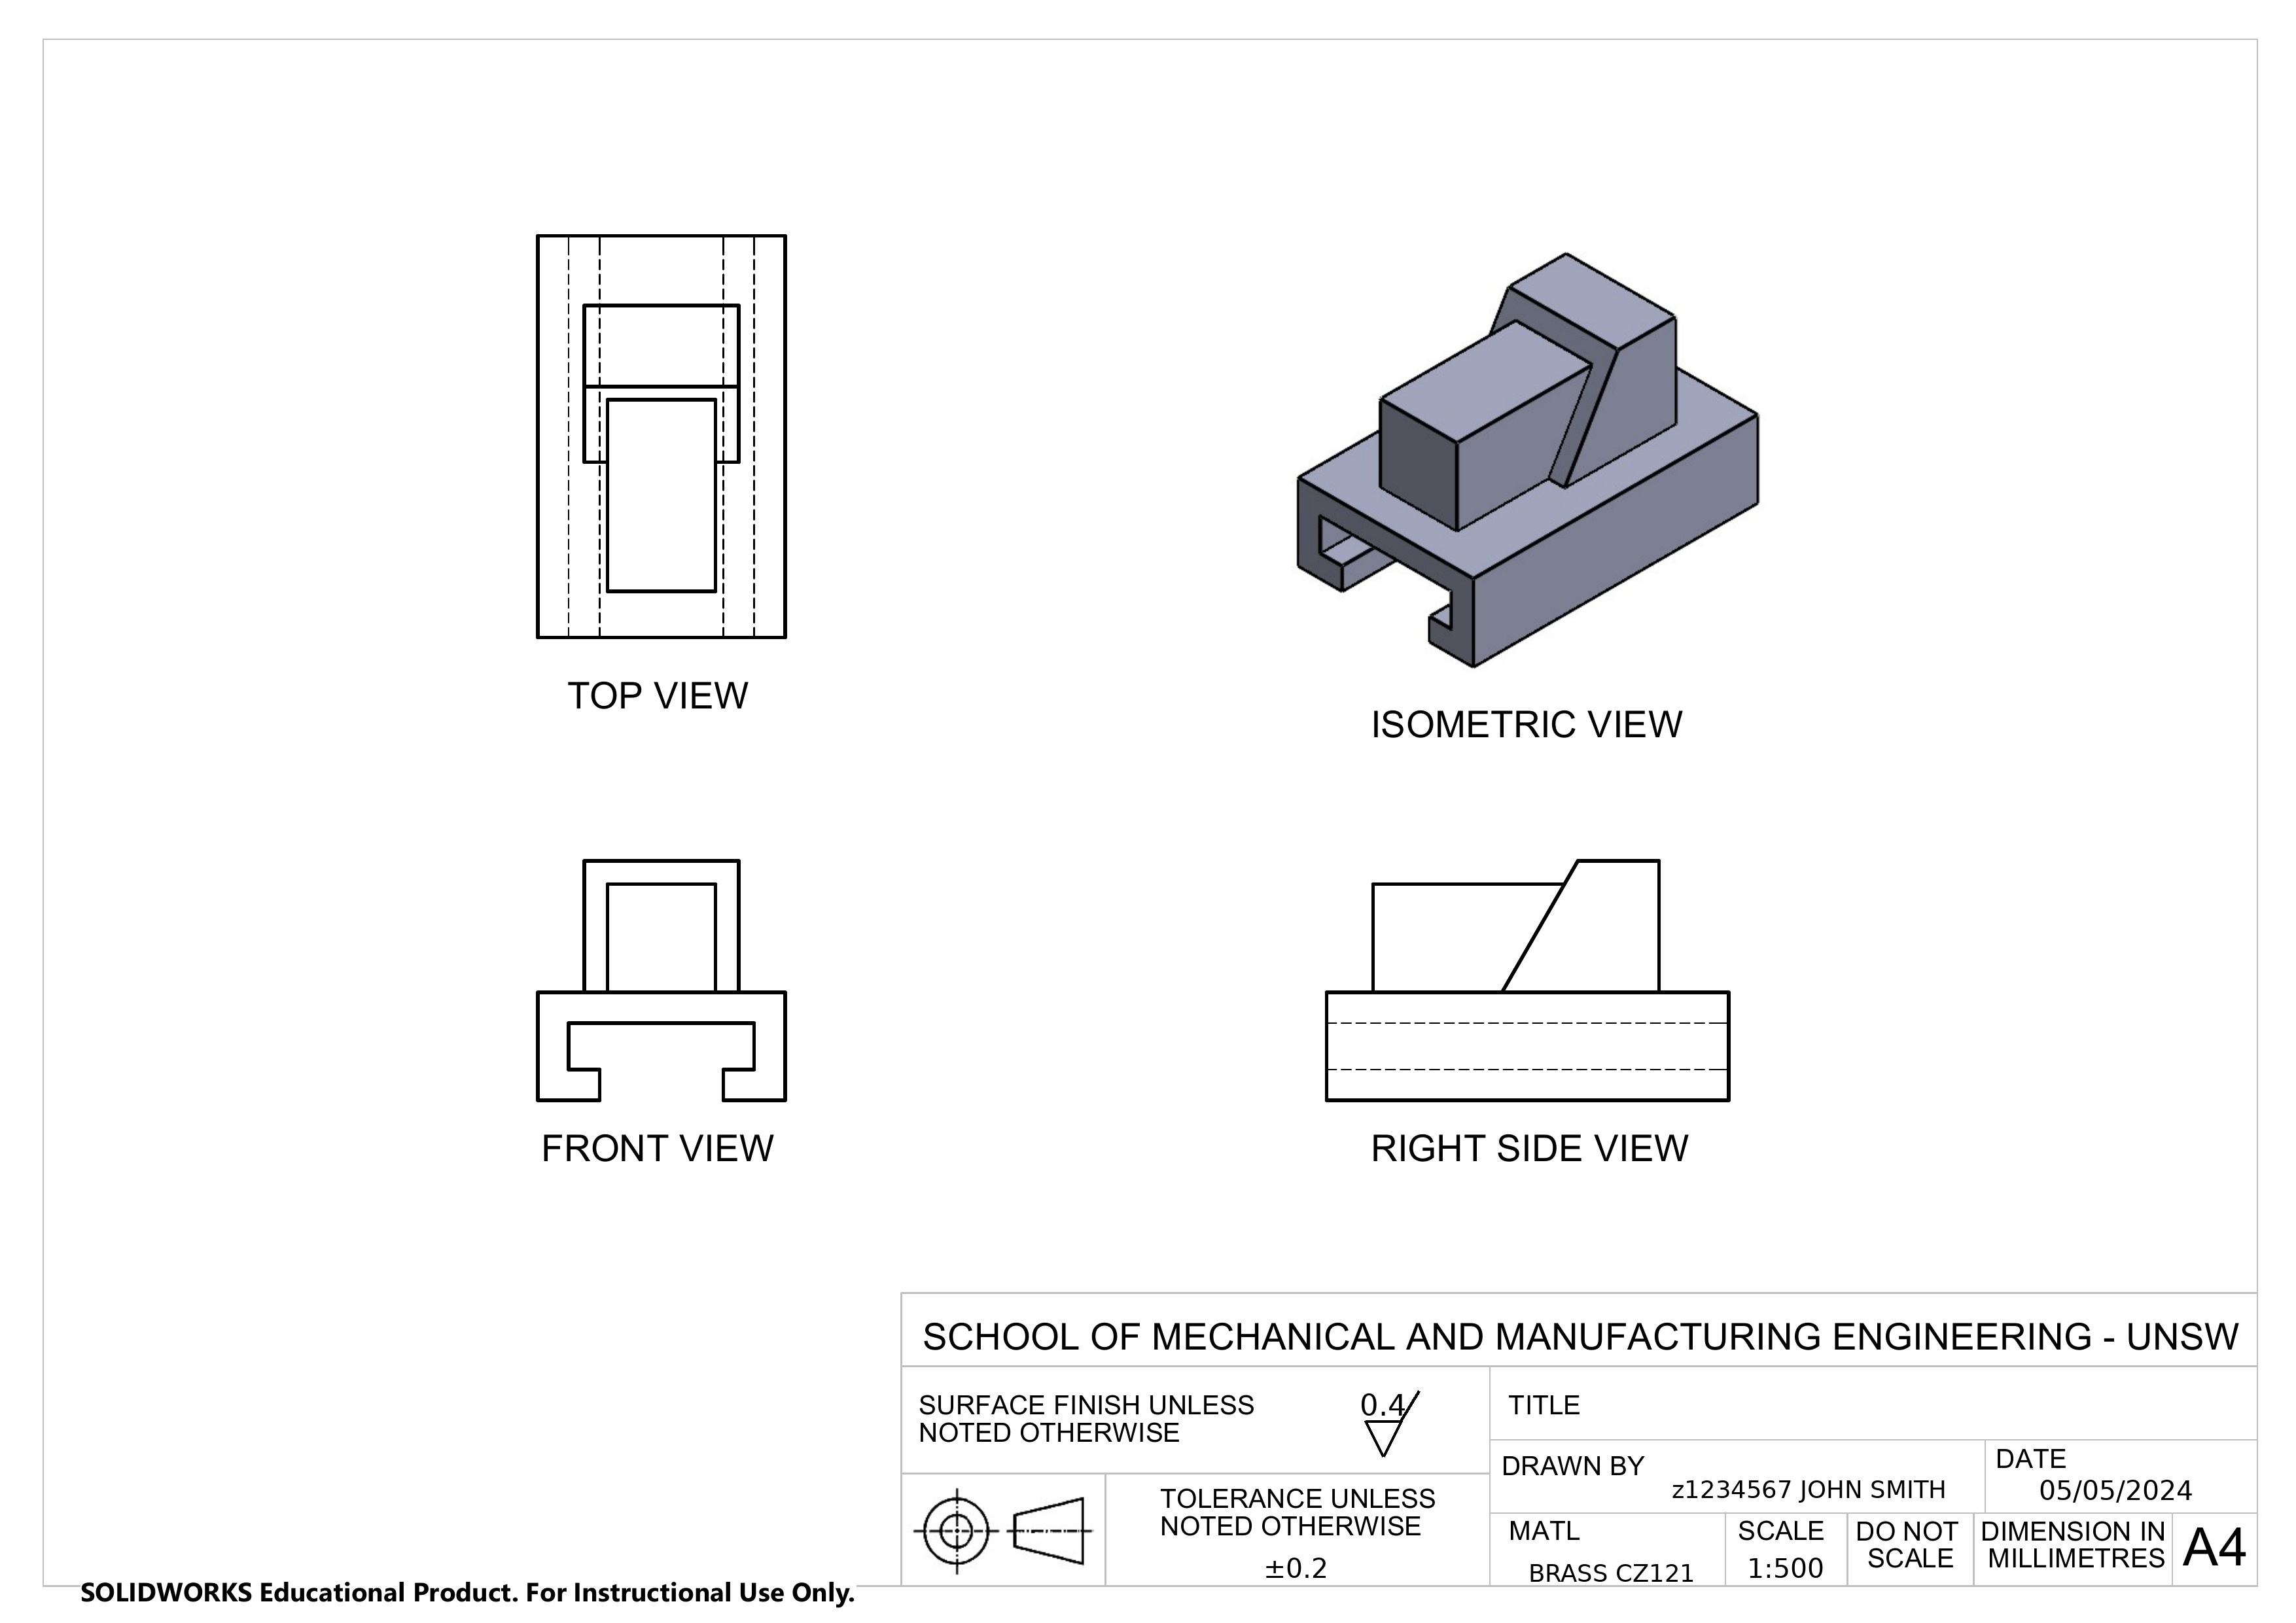 TOP VIEW
ISOMETRIC VIEW
FRONT VIEW
RIGHT SIDE VIEW
SCHOOL OF MECHANICAL AND MANUFACTURING ENGINEERING - UNSW
SURFACE FINISH UNLESS
NOTED OTHERWISE
0.4
TITLE
DRAWN BY
z1234567 JOHN SMITH
DATE
05/05/2024
TOLERANCE UNLESS
NOTED OTHERWISE
±0.2
MATL
BRASS CZ121
SCALE
1:500
DO NOT
SCALE
DIMENSION IN
MILLIMETRES
A4
SOLIDWORKS Educational Product. For Instructional Use Only.